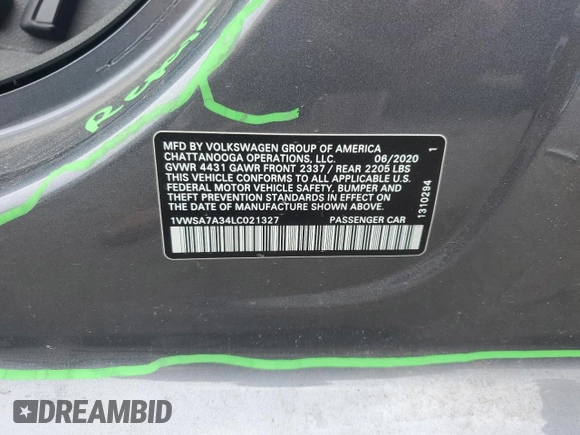 MFD BY VOLKSWAGEN GROUP OF AMERICA
CHATTANOOGA OPERATIONS, LLC. 06/2020
GVWR 4431 GAWR FRONT 2337 / REAR 2205 LBS
THIS VEHICLE CONFORMS TO ALL APPLICABLE U.S.
FEDERAL MOTOR VEHICLE SAFETY, BUMPER AND
THEFT PREVENTION STANDARDS IN EFFECT ON
THE DATE OF MANUFACTURE SHOWN ABOVE
1VWSA7A34LC021327 PASSENGER CAR
1310294 1
DREAMBID